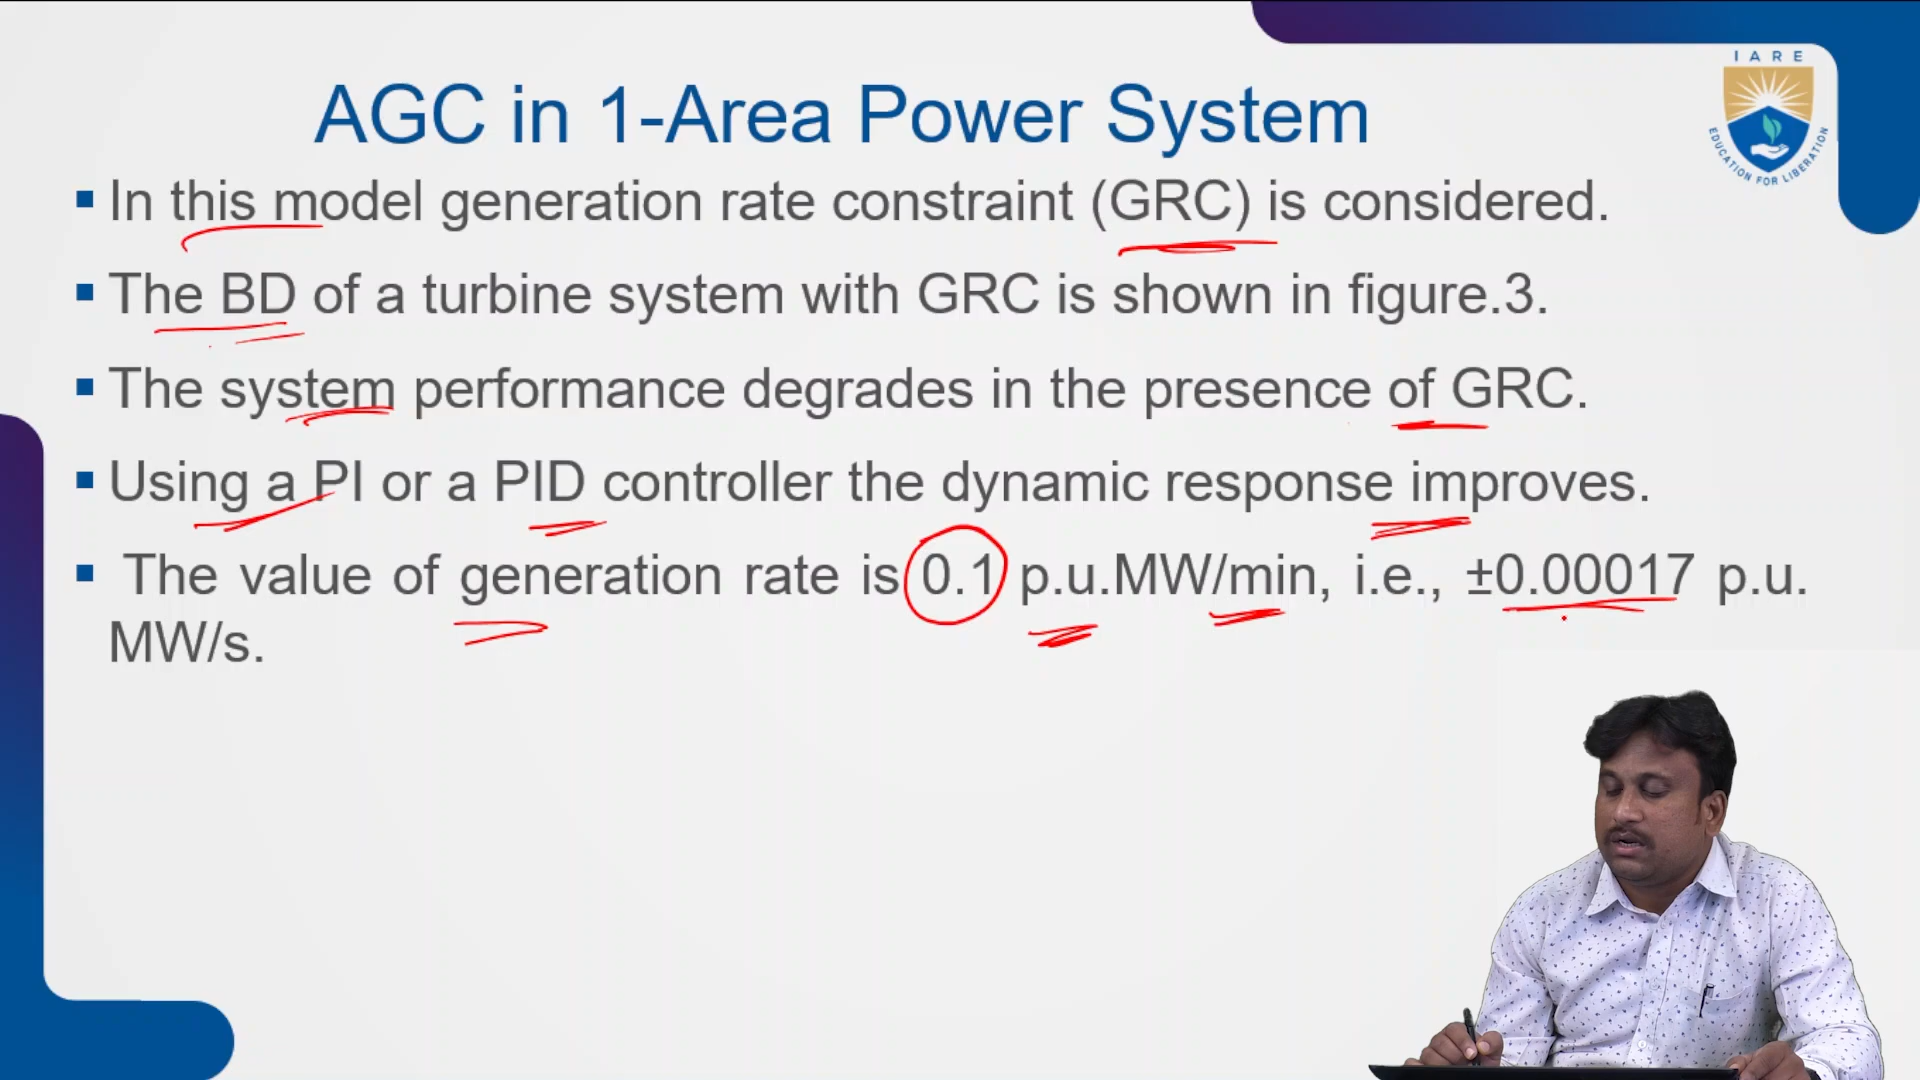 IARE
EDUCATION FOR LIBERATION
AGC in 1-Area Power System
▪ In this model generation rate constraint (GRC) is considered.
▪ The BD of a turbine system with GRC is shown in figure.3.
▪ The system performance degrades in the presence of GRC.
▪ Using a PI or a PID controller the dynamic response improves.
▪ The value of generation rate is 0.1 p.u.MW/min, i.e., ±0.00017 p.u.
MW/s.